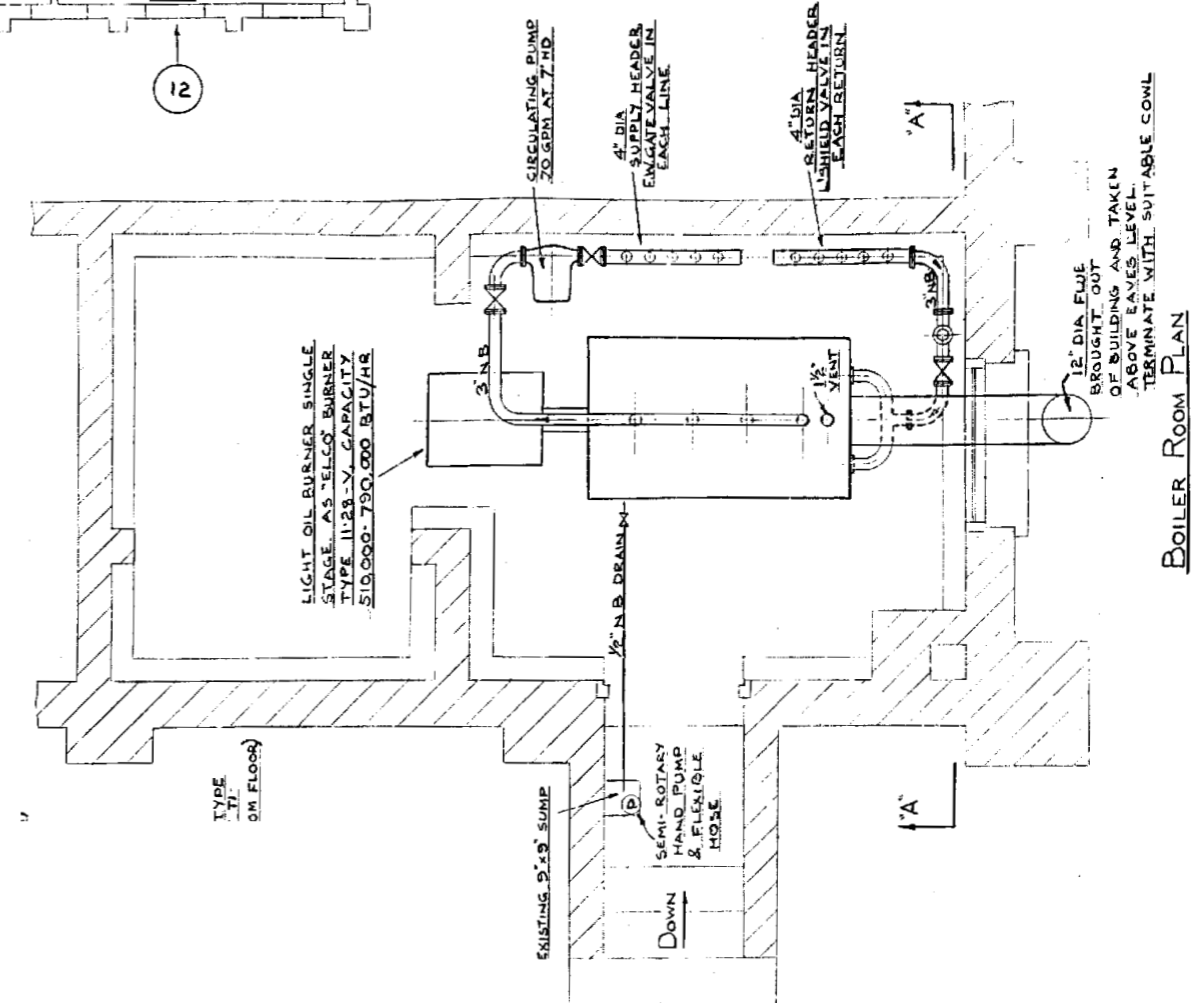 12
CIRCULATING PUMP
20 GPM AT 7' HD
4" DIA
SUPPLY HEADER
F.W.GATE VALVE IN
EACH LINE
4" DIA
RETURN HEADER
L'SHIELD VALVE IN
EACH RETURN
"A"
LIGHT OIL BURNER SINGLE
STAGE AS "ELCO" BURNER
TYPE 11·28-V, CAPACITY
510,000 - 790,000 BTU/HR
3" NB
3" NB
1½"
VENT
½" N B DRAIN
12" DIA FLUE
BROUGHT OUT
OF BUILDING AND TAKEN
ABOVE EAVES LEVEL.
TERMINATE WITH SUITABLE COWL
TYPE
TI-
OM FLOOR)
EXISTING 9"x9" SUMP
P
SEMI-ROTARY
HAND PUMP
& FLEXIBLE
HOSE
DOWN
"A"
BOILER ROOM PLAN